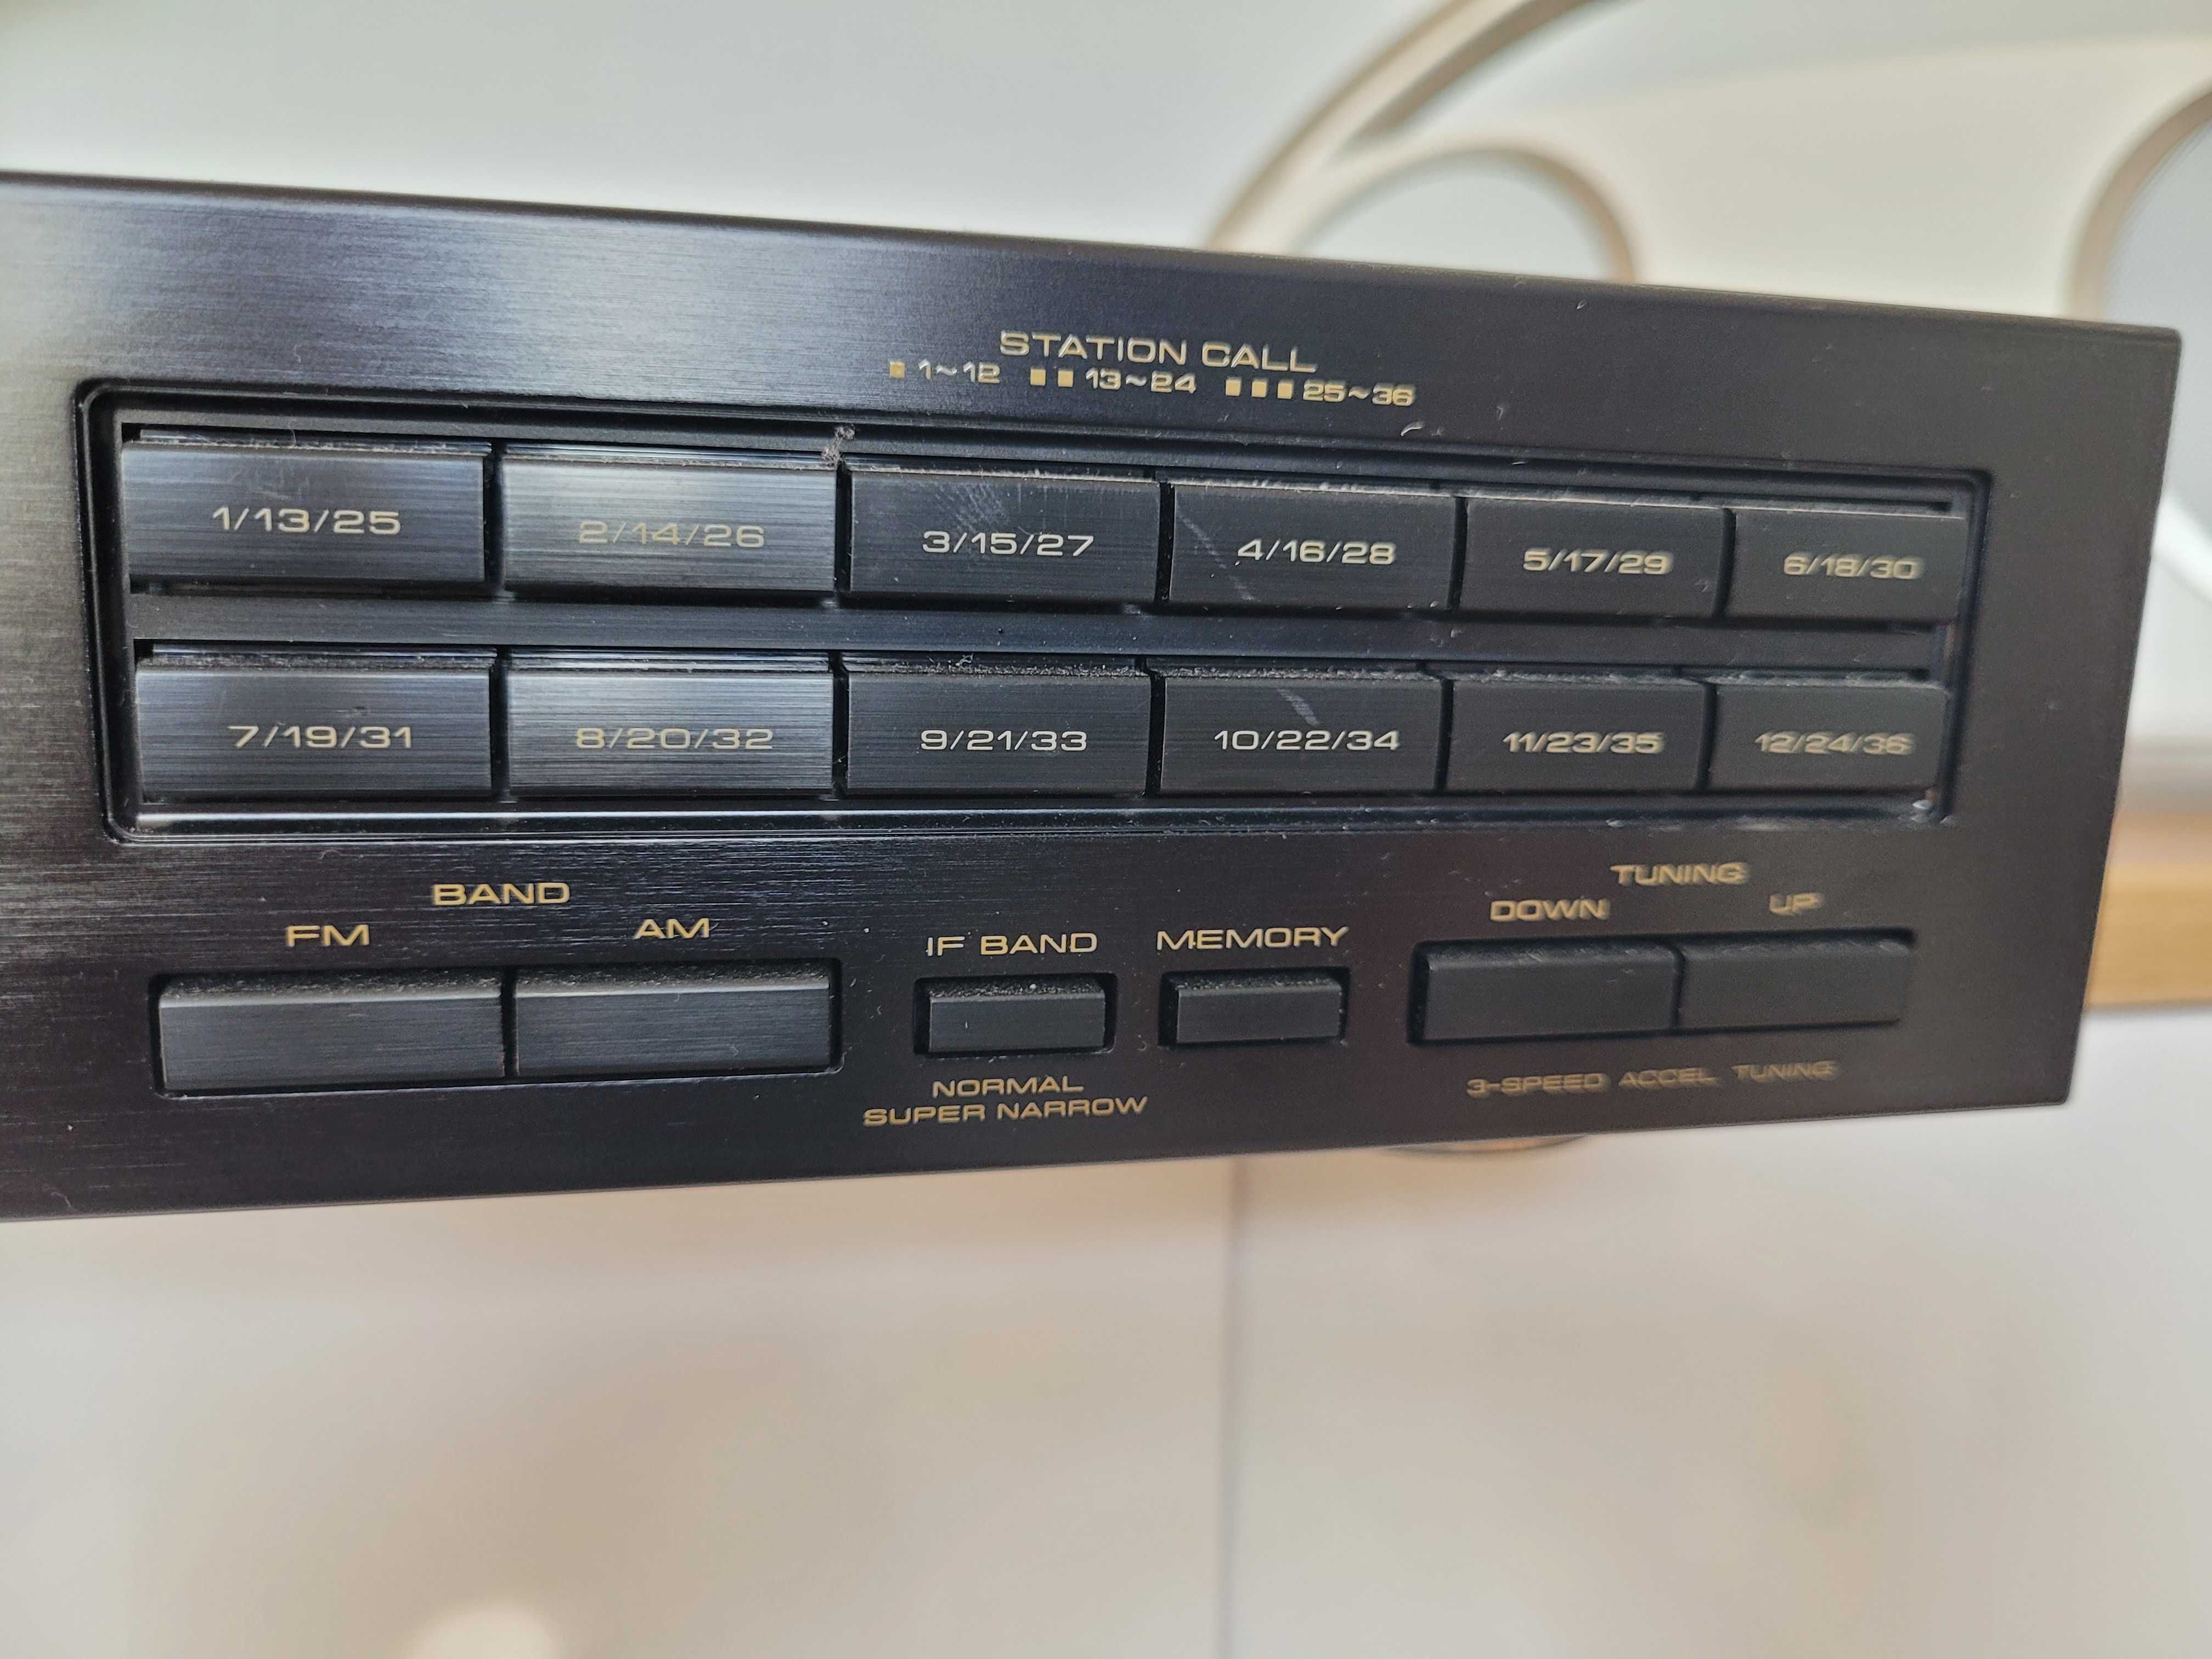 STATION CALL
■ 1~12 ■■ 13~24 ■■■ 25~36
1/13/25 2/14/26 3/15/27 4/16/28 5/17/29 6/18/30
7/19/31 8/20/32 9/21/33 10/22/34 11/23/35 12/24/36
BAND
FM AM
IF BAND
NORMAL
SUPER NARROW
MEMORY
TUNING
DOWN UP
3-SPEED ACCEL TUNING